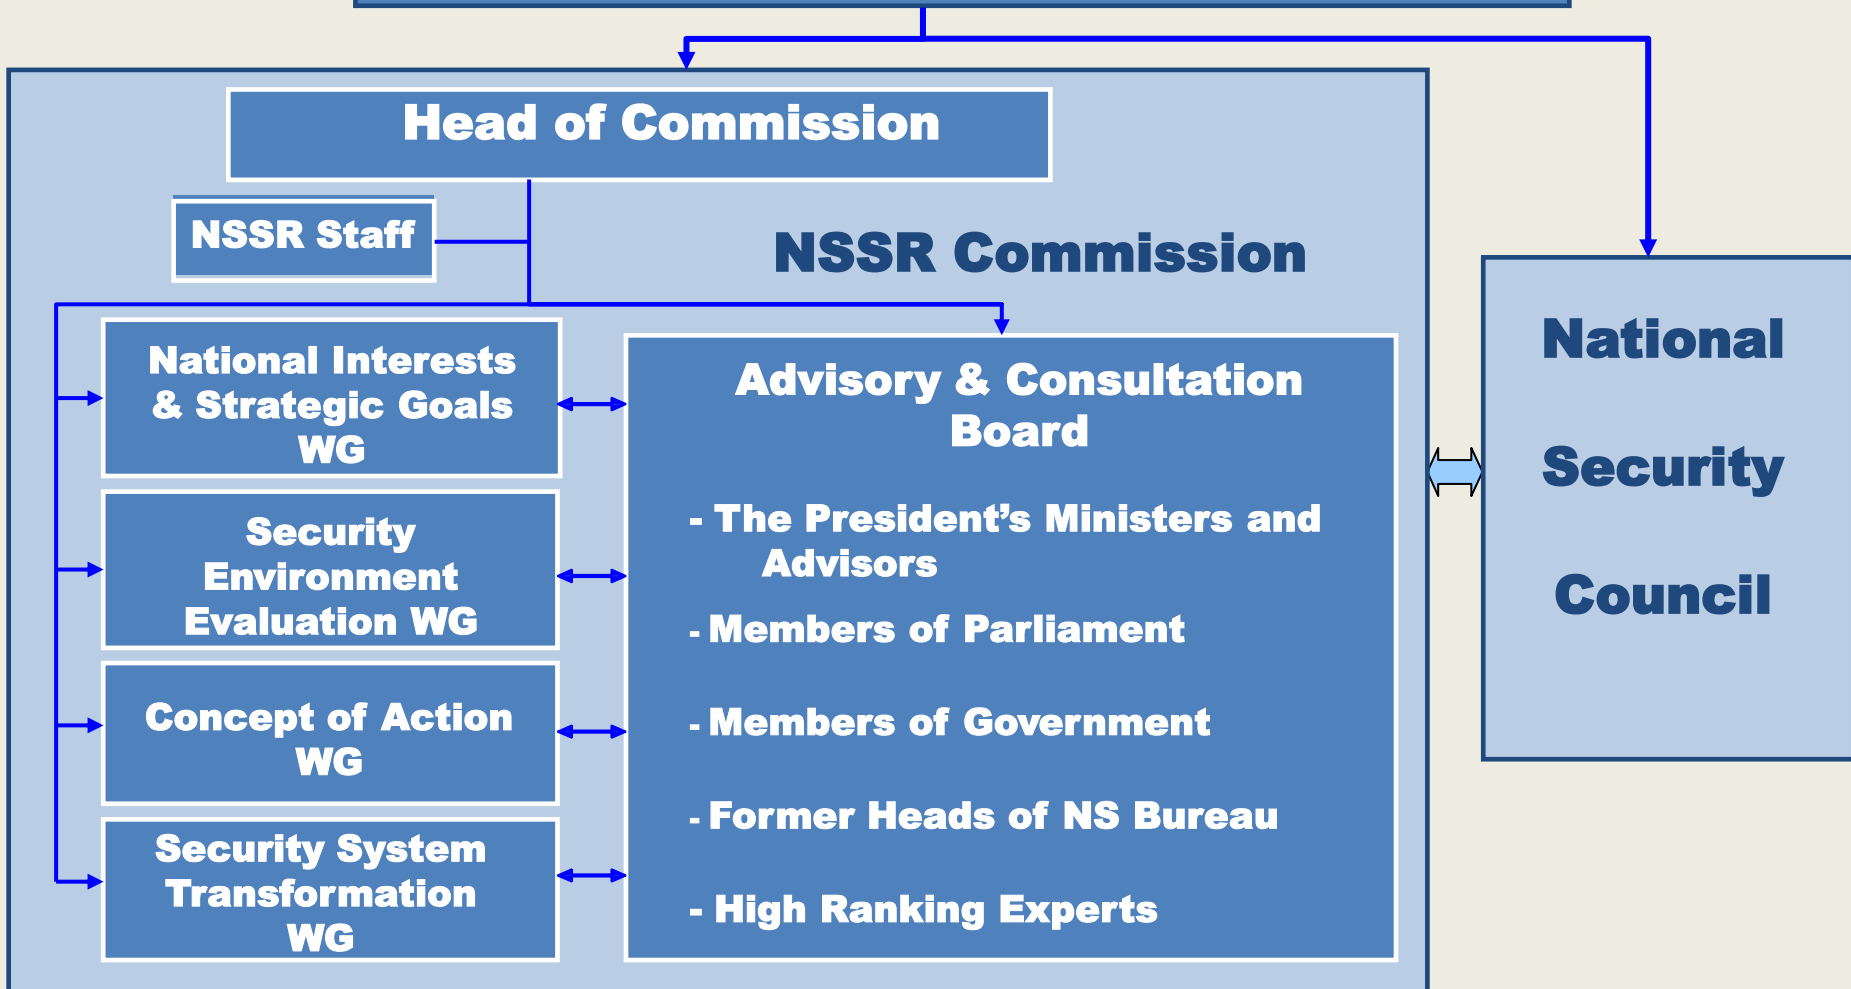 Head of Commission
NSSR Staff
NSSR Commission
National Interests
& Strategic Goals
WG
Security
Environment
Evaluation WG
Concept of Action
WG
Security System
Transformation
WG
Advisory & Consultation
Board
- The President’s Ministers and
Advisors
- Members of Parliament
- Members of Government
- Former Heads of NS Bureau
- High Ranking Experts
National
Security
Council